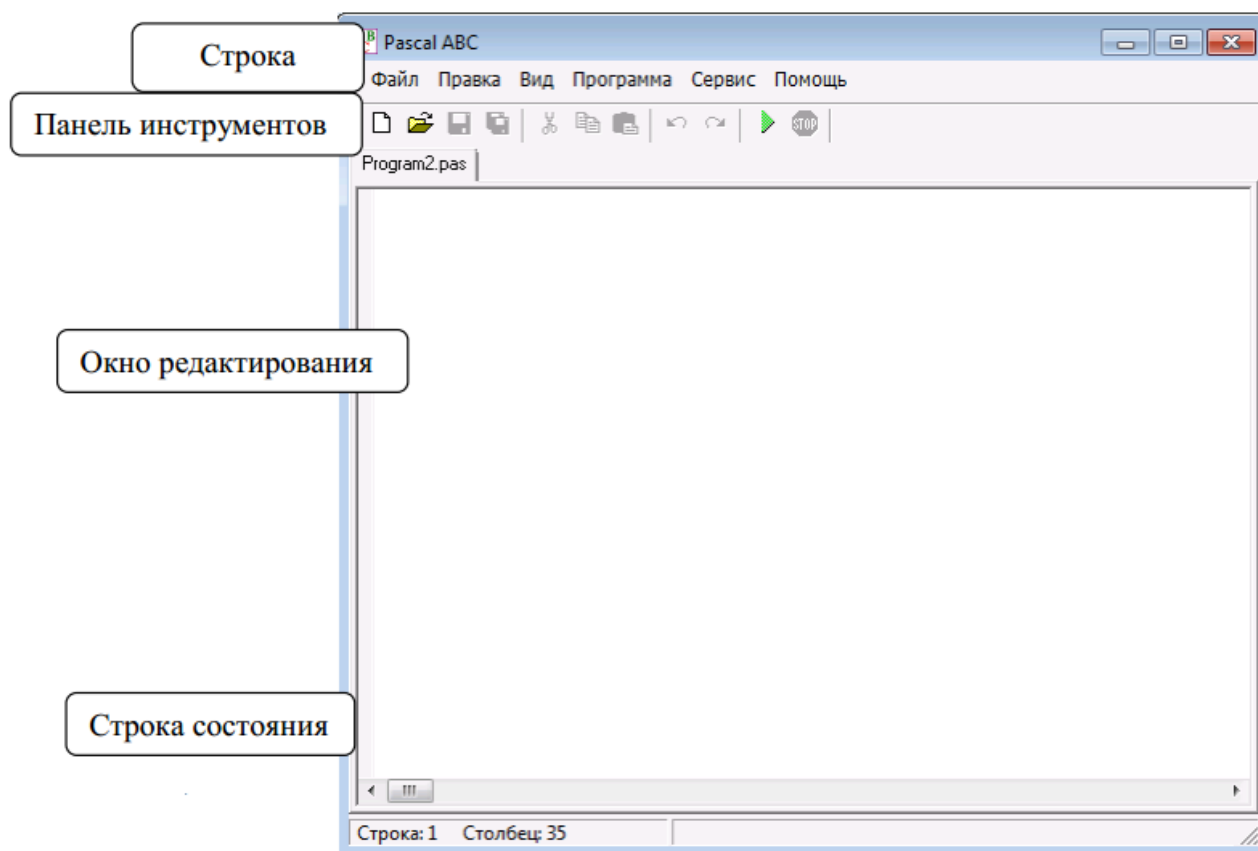 Строка
Pascal ABC
Файл Правка Вид Программа Сервис Помощь
Панель инструментов
STOP
Program2.pas
Окно редактирования
Строка состояния
Строка: 1 Столбец: 35